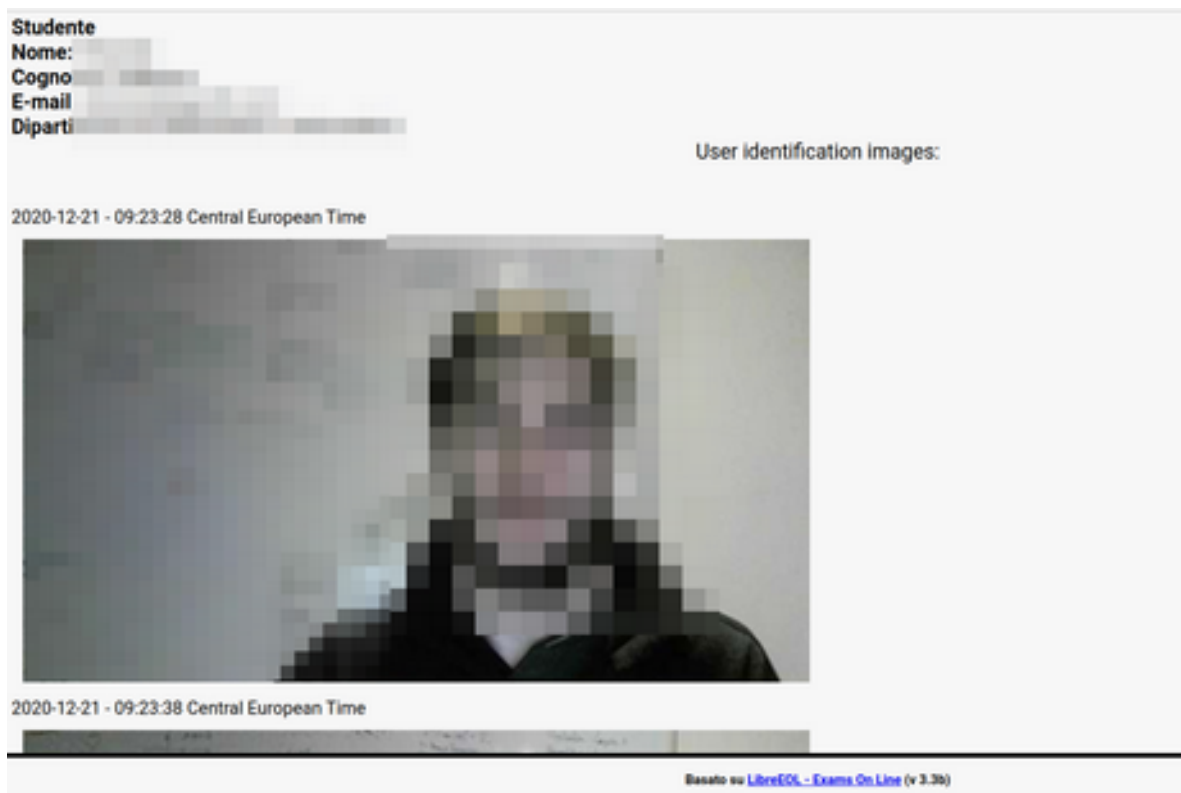 Studente
Nome:
Cogno
E-mail
Diparti
User identification images:
2020-12-21 - 09:23:28 Central European Time
2020-12-21 - 09:23:38 Central European Time
Basato su LibreEOL - Exams On Line (v 3.3b)